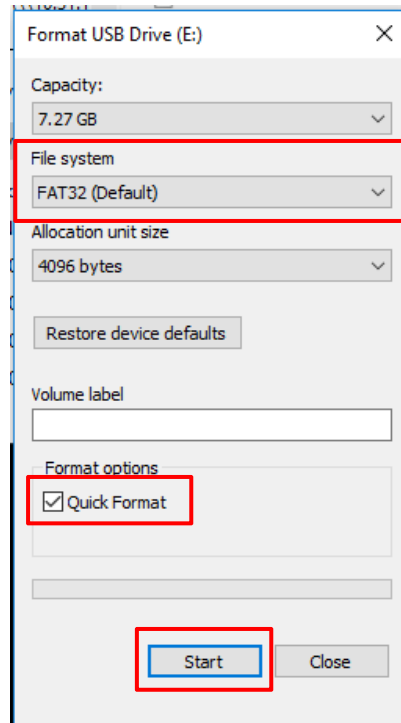 Format USB Drive (E:)
Capacity:
7.27 GB
File system
FAT32 (Default)
Allocation unit size
4096 bytes
Restore device defaults
Volume label
Format options
Quick Format
Start
Close